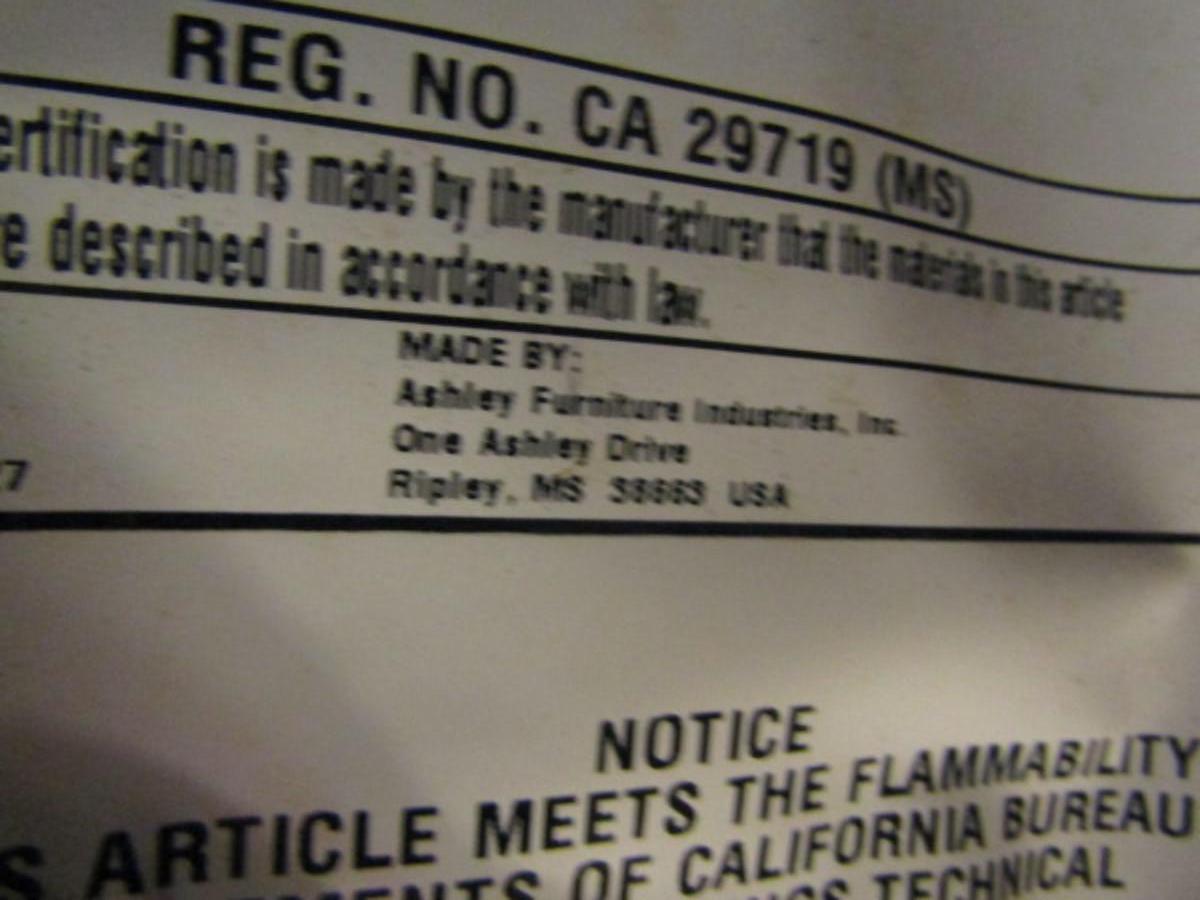 REG. NO. CA 29719 (MS)
ertification is made by the manufacturer that the materials in this article
e described in accordance with law.
MADE BY:
Ashley Furniture Industries, Inc.
One Ashley Drive
7
Ripley, MS 38663 USA
NOTICE
S ARTICLE MEETS THE FLAMMABILITY
EMENTS OF CALIFORNIA BUREAU
NGS TECHNICAL